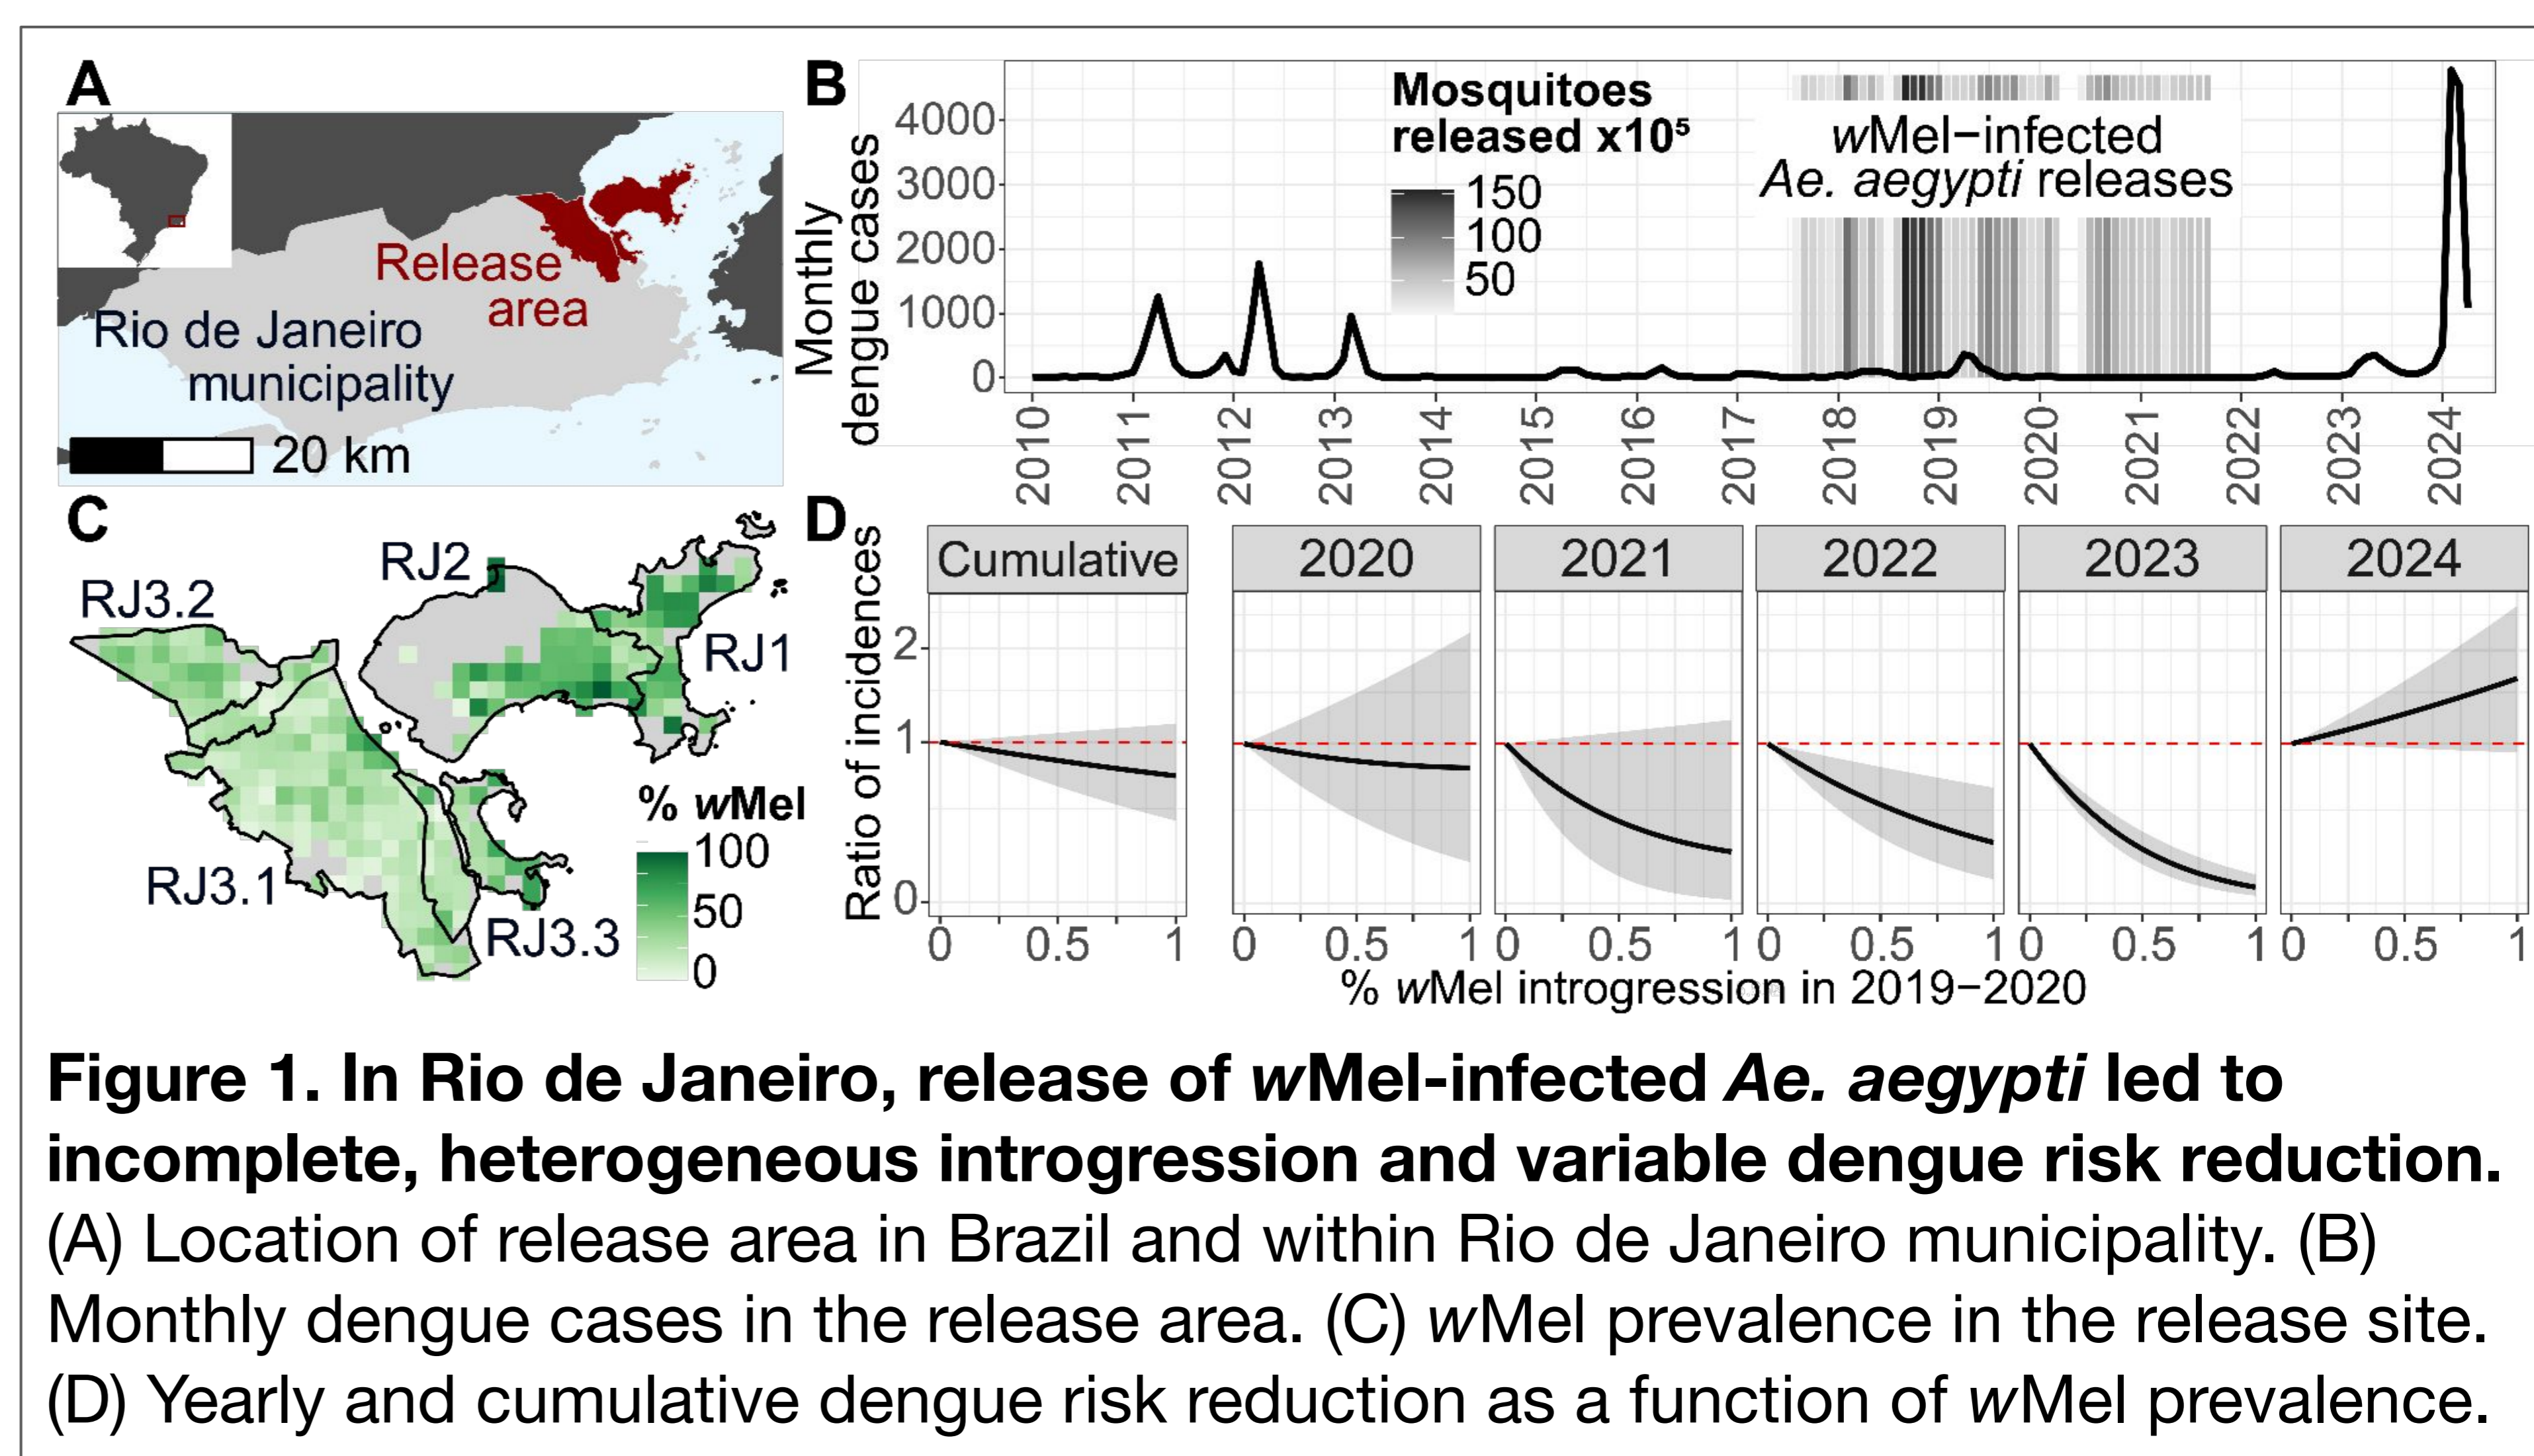 A
Release
area
Rio de Janeiro
municipality
20 km
B
Monthly
dengue cases
4000
3000
2000
1000
0
Mosquitoes
released x10⁵
150
100
50
wMel−infected
Ae. aegypti releases
2010 2011 2012 2013 2014 2015 2016 2017 2018 2019 2020 2021 2022 2023 2024
C
RJ2
RJ3.2
RJ1
RJ3.1
RJ3.3
% wMel
100
50
0
D
Ratio of incidences
Cumulative 2020 2021 2022 2023 2024
2
1
0
0 0.5 1 0 0.5 1 0 0.5 1 0 0.5 1 0 0.5 1 0 0.5 1
% wMel introgression in 2019−2020
Figure 1. In Rio de Janeiro, release of wMel-infected Ae. aegypti led to
incomplete, heterogeneous introgression and variable dengue risk reduction.
(A) Location of release area in Brazil and within Rio de Janeiro municipality. (B)
Monthly dengue cases in the release area. (C) wMel prevalence in the release site.
(D) Yearly and cumulative dengue risk reduction as a function of wMel prevalence.